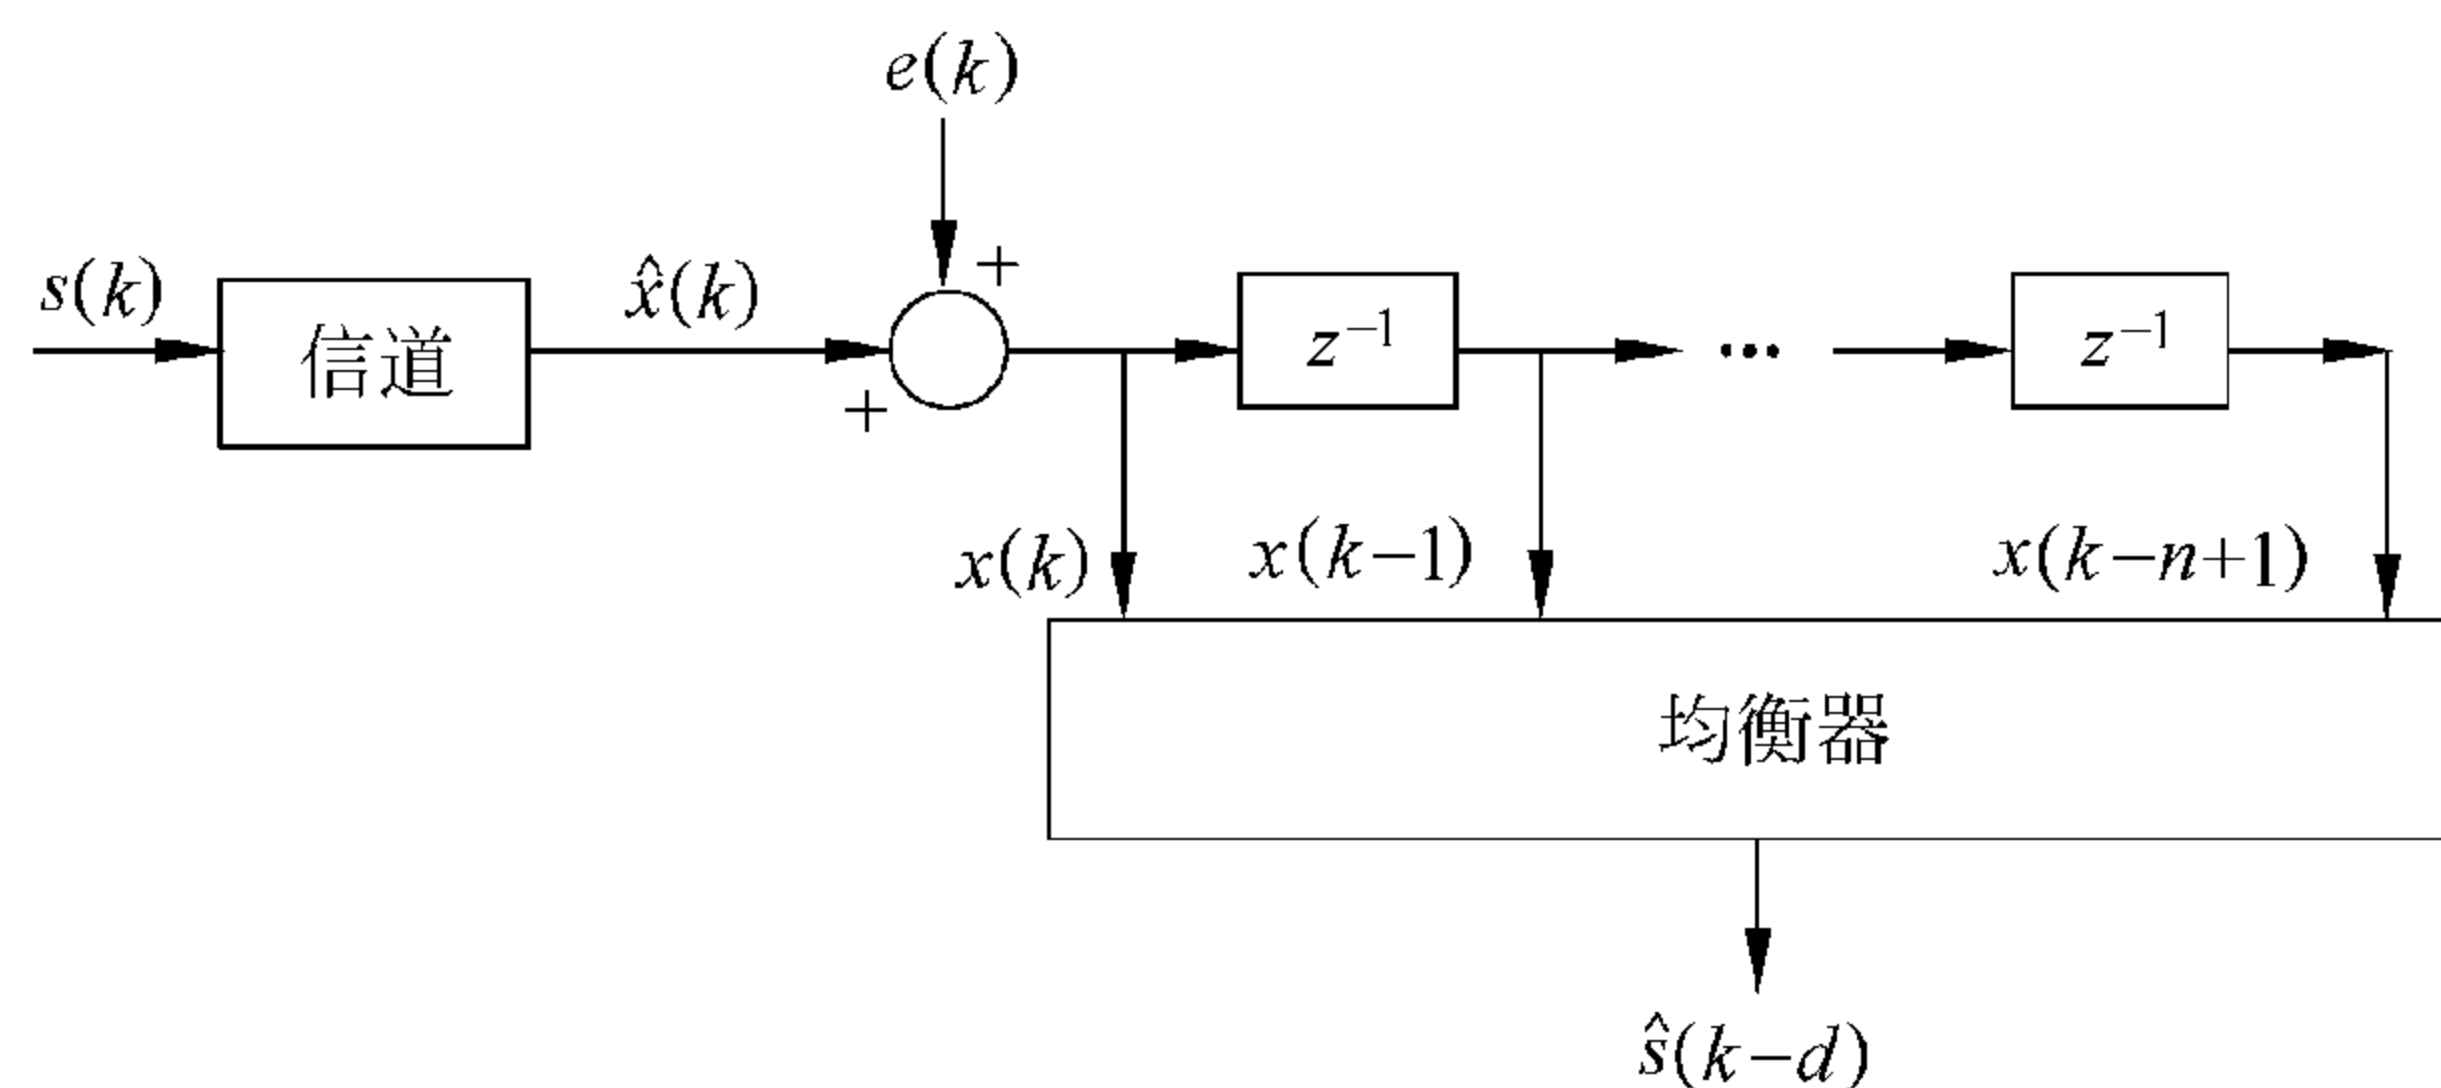 e(k)
+
s(k)
信道
x̂(k)
+
z⁻¹
•••
z⁻¹
x(k)
x(k−1)
x(k−n+1)
均衡器
ŝ(k−d)